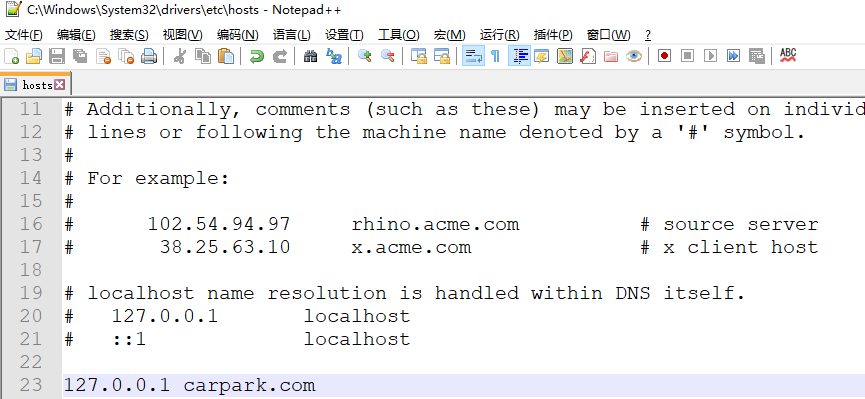 C:\Windows\System32\drivers\etc\hosts - Notepad++
文件(F) 编辑(E) 搜索(S) 视图(V) 编码(N) 语言(L) 设置(T) 工具(O) 宏(M) 运行(R) 插件(P) 窗口(W) ?
ABC
hosts
11 # Additionally, comments (such as these) may be inserted on individ
12 # lines or following the machine name denoted by a '#' symbol.
13 #
14 # For example:
15 #
16 #      102.54.94.97     rhino.acme.com          # source server
17 #       38.25.63.10     x.acme.com              # x client host
18
19 # localhost name resolution is handled within DNS itself.
20 #   127.0.0.1       localhost
21 #   ::1             localhost
22
23 127.0.0.1 carpark.com